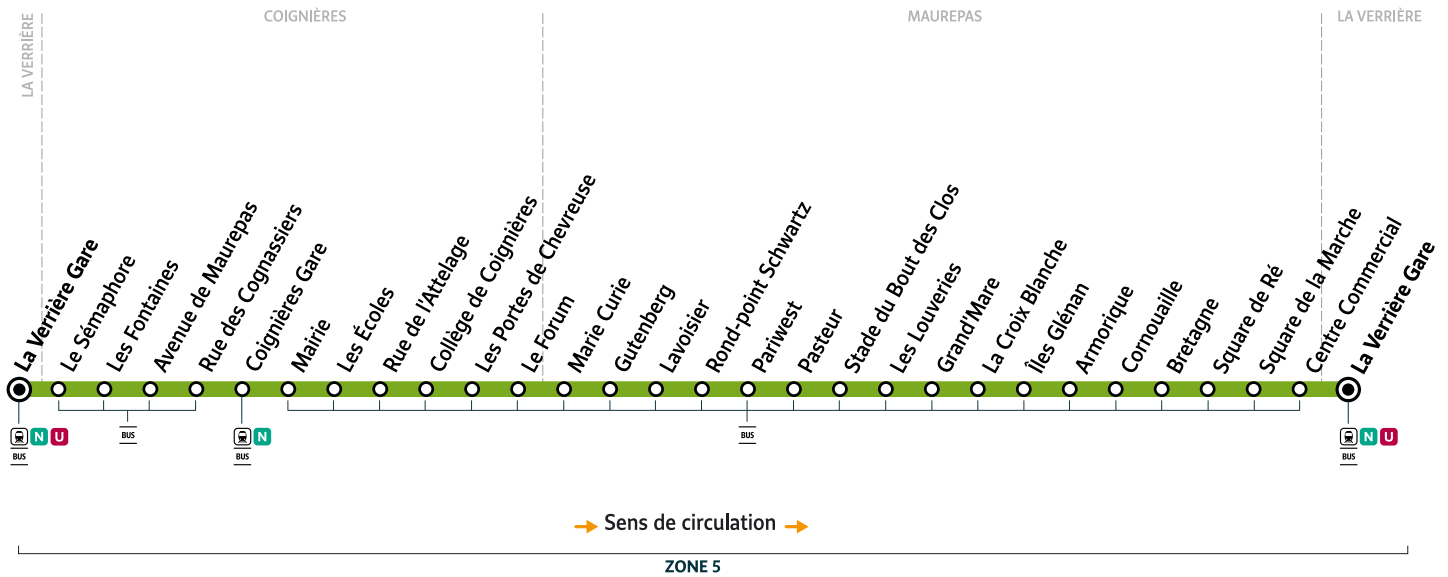 COIGNIÈRES
MAUREPAS
LA VERRIÈRE
LA VERRIÈRE
La Verrière Gare
Le Sémaphore
Les Fontaines
Avenue de Maurepas
Rue des Cognassiers
Coignières Gare
Mairie
Les Écoles
Rue de l'Attelage
Collège de Coignières
Les Portes de Chevreuse
Le Forum
Marie Curie
Gutenberg
Lavoisier
Rond-point Schwartz
Pariwest
Pasteur
Stade du Bout des Clos
Les Louveries
Grand'Mare
La Croix Blanche
Îles Glénan
Armorique
Cornouaille
Bretagne
Square de Ré
Square de la Marche
Centre Commercial
La Verrière Gare
N U
BUS
BUS
N
BUS
BUS
N U
BUS
Sens de circulation
ZONE 5